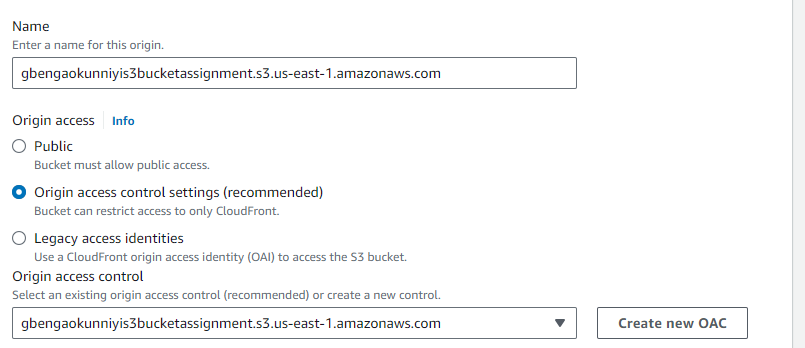 Name
Enter a name for this origin.
gbengaokunniyis3bucketassignment.s3.us-east-1.amazonaws.com
Origin access Info
Public
Bucket must allow public access.
Origin access control settings (recommended)
Bucket can restrict access to only CloudFront.
Legacy access identities
Use a CloudFront origin access identity (OAI) to access the S3 bucket.
Origin access control
Select an existing origin access control (recommended) or create a new control.
gbengaokunniyis3bucketassignment.s3.us-east-1.amazonaws.com Create new OAC